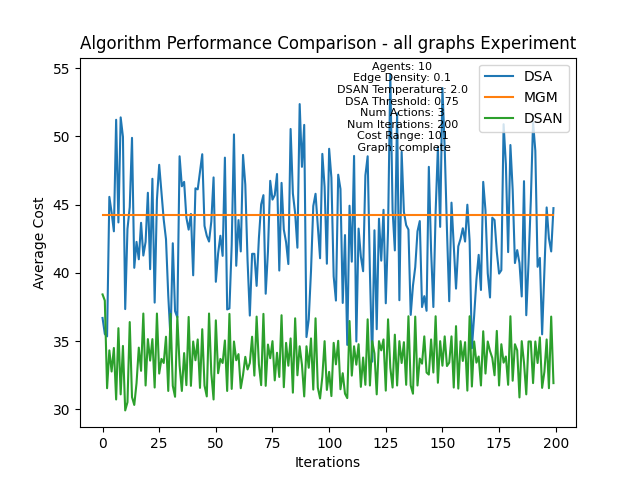 Algorithm Performance Comparison - all graphs Experiment
Agents: 10
Edge Density: 0.1
DSAN Temperature: 2.0
DSA Threshold: 0.75
Num Actions: 3
Num Iterations: 200
Cost Range: 101
Graph: complete
DSA
MGM
DSAN
55
50
45
40
35
30
Average Cost
0 25 50 75 100 125 150 175 200
Iterations